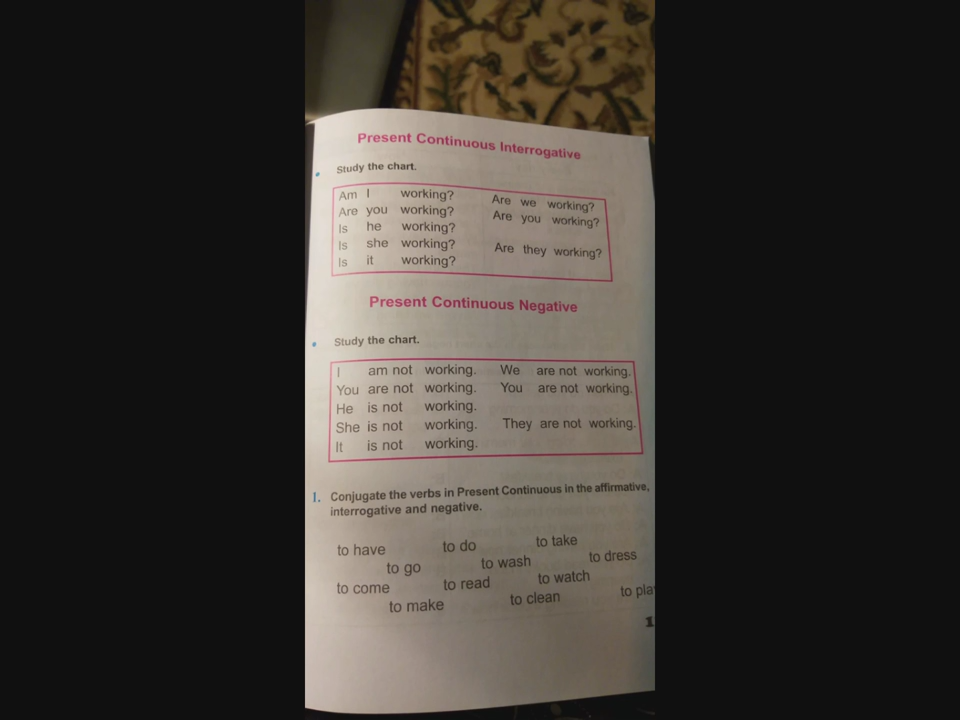 Present Continuous Interrogative
• Study the chart.
Am I working? Are we working?
Are you working? Are you working?
Is he working?
Is she working? Are they working?
Is it working?
Present Continuous Negative
• Study the chart.
I am not working. We are not working.
You are not working. You are not working.
He is not working.
She is not working. They are not working.
It is not working.
1. Conjugate the verbs in Present Continuous in the affirmative,
interrogative and negative.
to have to do to take
to go to wash to dress
to come to read to watch
to make to clean to pla
1